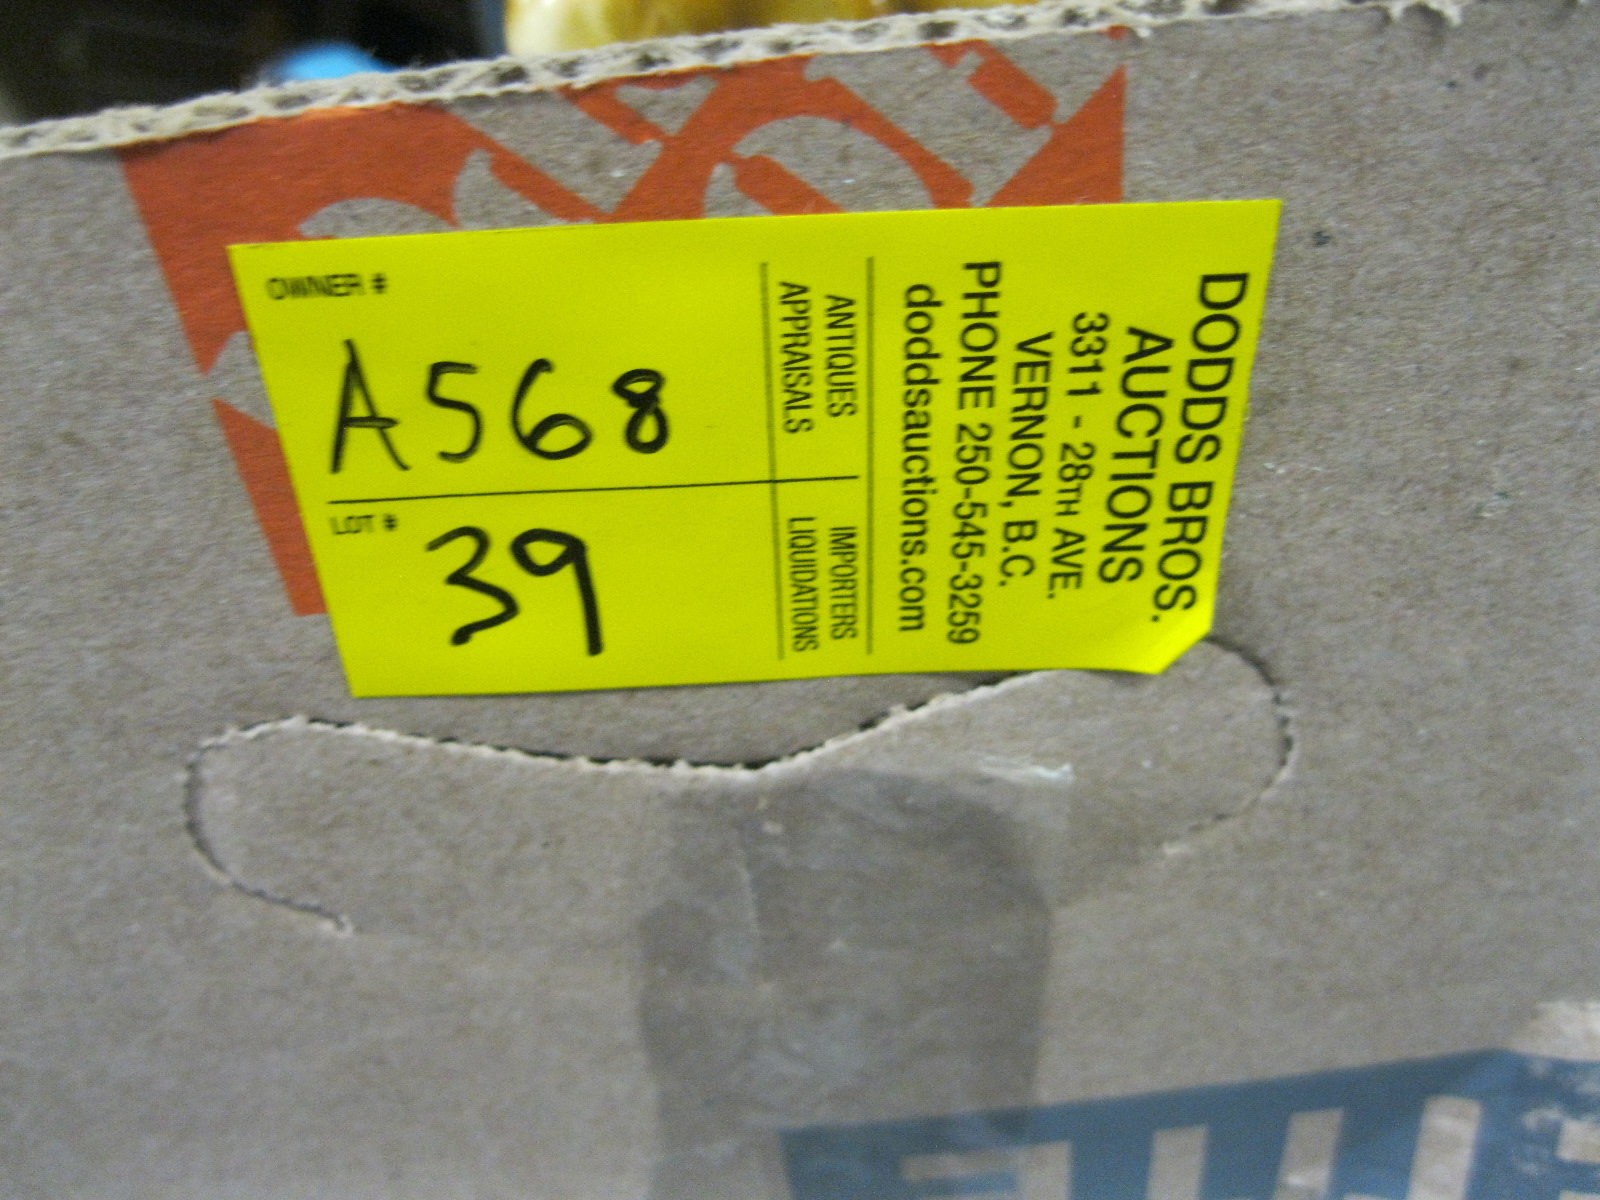 OWNER #
A568
LOT #
39
ANTIQUES
APPRAISALS
IMPORTERS
LIQUIDATIONS
DODDS BROS.
AUCTIONS
3311 - 28TH AVE.
VERNON, B.C.
PHONE 250-545-3259
doddsauctions.com